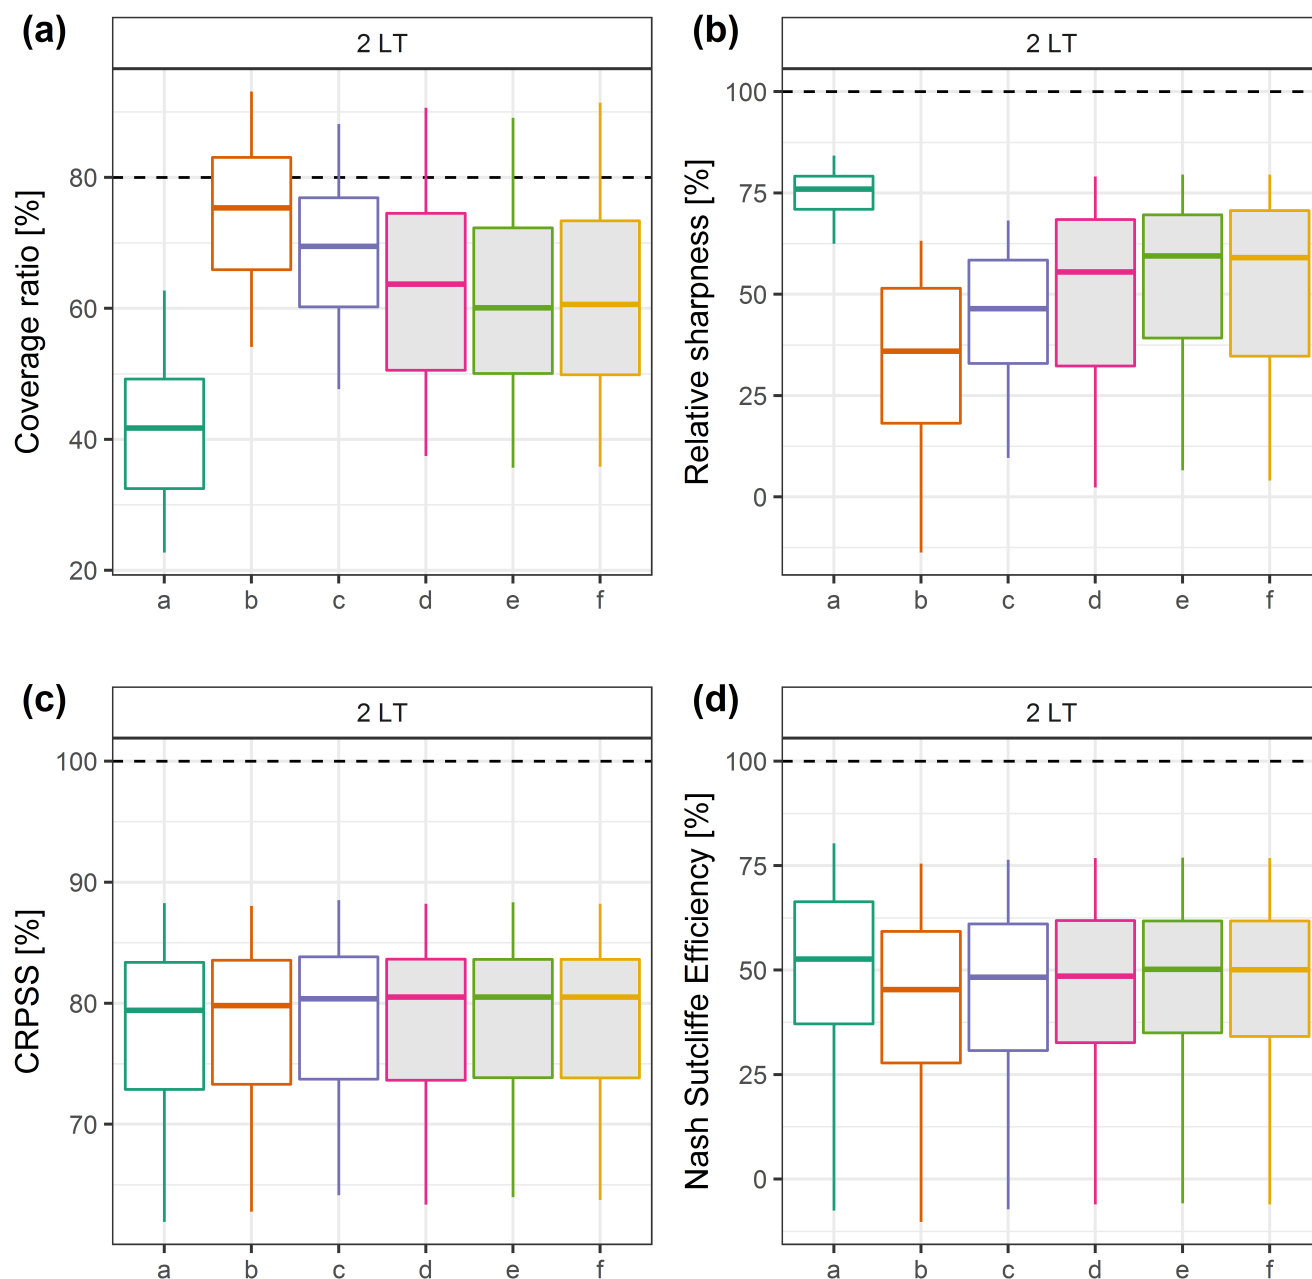 (a)
2 LT
Coverage ratio [%]
80
60
40
20
a b c d e f
(b)
2 LT
Relative sharpness [%]
100
75
50
25
0
a b c d e f
(c)
2 LT
CRPSS [%]
100
90
80
70
a b c d e f
(d)
2 LT
Nash Sutcliffe Efficiency [%]
100
75
50
25
0
a b c d e f